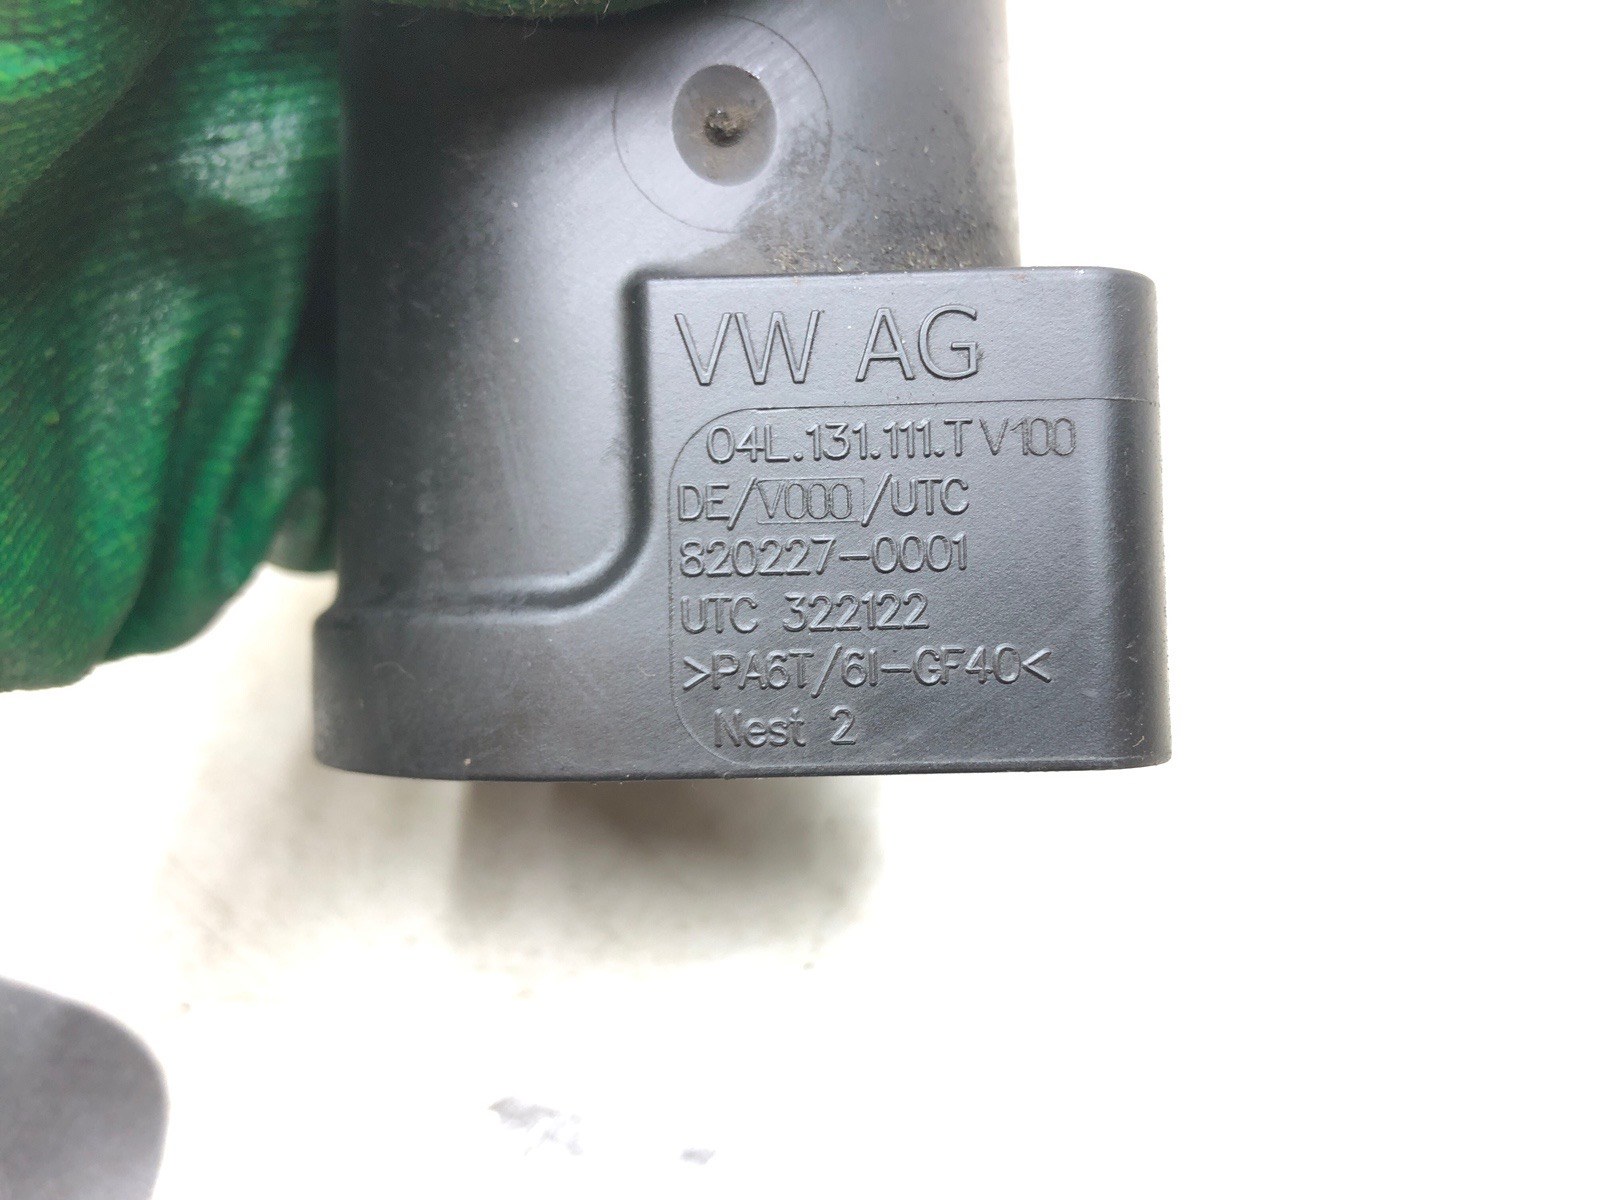 VW AG
04L.131.111.T V100
DE/V000/UTC
820227-0001
UTC 322122
>PA6T/6I-GF40<
Nest 2